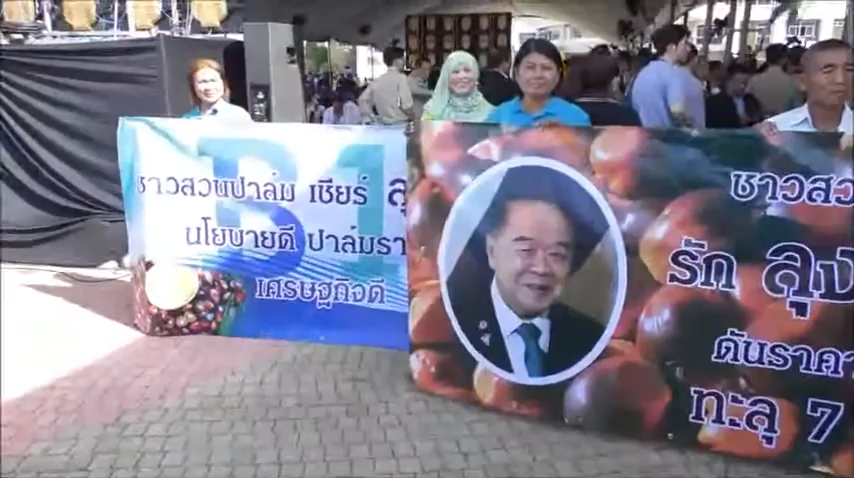 B1
ชาวสวนปาล์ม เชียร์ ลุ
นโยบายดี ปาล์มรา
เศรษฐกิจดี
ชาวสว
รัก ลุง
ดันราคา
ทะลุ 7